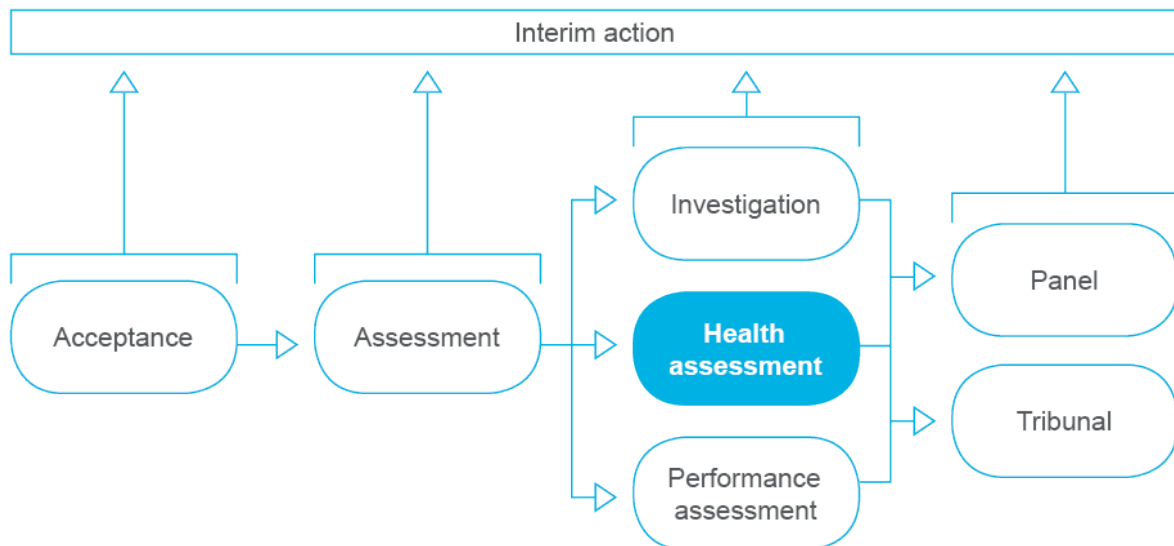 Interim action
Acceptance
Assessment
Investigation
Health
assessment
Performance
assessment
Panel
Tribunal